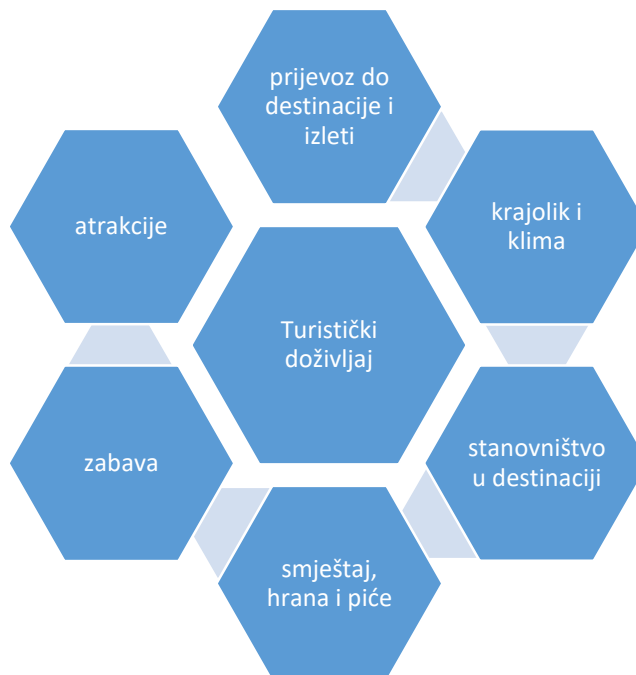 prijevoz do
destinacije i
izleti
krajolik i
klima
stanovništvo
u destinaciji
smještaj,
hrana i piće
zabava
atrakcije
Turistički
doživljaj